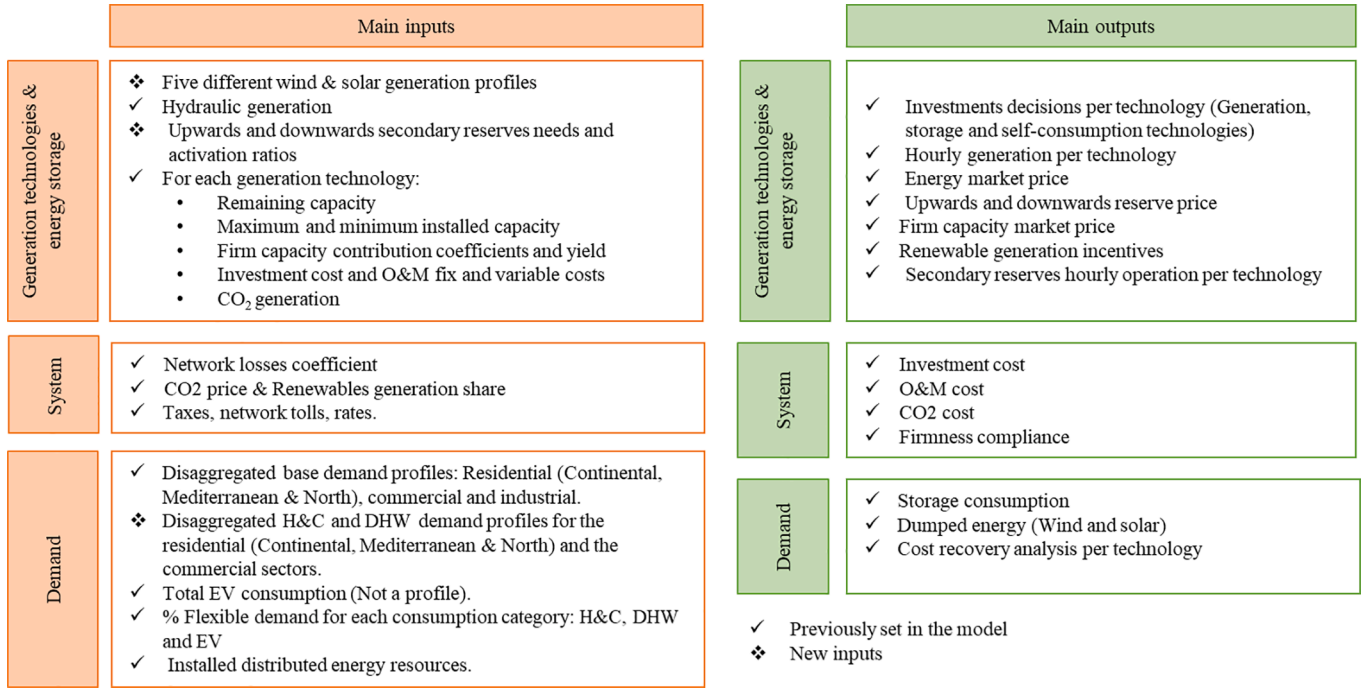 Main inputs
Generation technologies &
energy storage
❖ Five different wind & solar generation profiles
✓ Hydraulic generation
❖ Upwards and downwards secondary reserves needs and
activation ratios
✓ For each generation technology:
• Remaining capacity
• Maximum and minimum installed capacity
• Firm capacity contribution coefficients and yield
• Investment cost and O&M fix and variable costs
• CO₂ generation
System
✓ Network losses coefficient
✓ CO2 price & Renewables generation share
✓ Taxes, network tolls, rates.
Demand
✓ Disaggregated base demand profiles: Residential (Continental,
Mediterranean & North), commercial and industrial.
❖ Disaggregated H&C and DHW demand profiles for the
residential (Continental, Mediterranean & North) and the
commercial sectors.
✓ Total EV consumption (Not a profile).
✓ % Flexible demand for each consumption category: H&C, DHW
and EV
✓ Installed distributed energy resources.
Main outputs
Generation technologies &
energy storage
✓ Investments decisions per technology (Generation,
storage and self-consumption technologies)
✓ Hourly generation per technology
✓ Energy market price
✓ Upwards and downwards reserve price
✓ Firm capacity market price
✓ Renewable generation incentives
✓ Secondary reserves hourly operation per technology
System
✓ Investment cost
✓ O&M cost
✓ CO2 cost
✓ Firmness compliance
Demand
✓ Storage consumption
✓ Dumped energy (Wind and solar)
✓ Cost recovery analysis per technology
✓ Previously set in the model
❖ New inputs